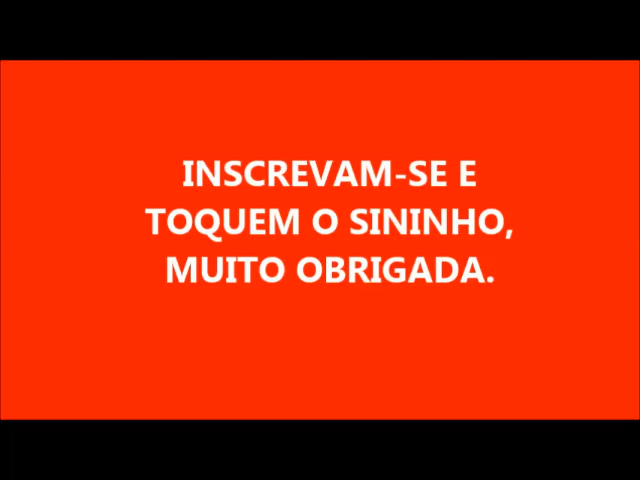 INSCREVAM-SE E
TOQUEM O SININHO,
MUITO OBRIGADA.